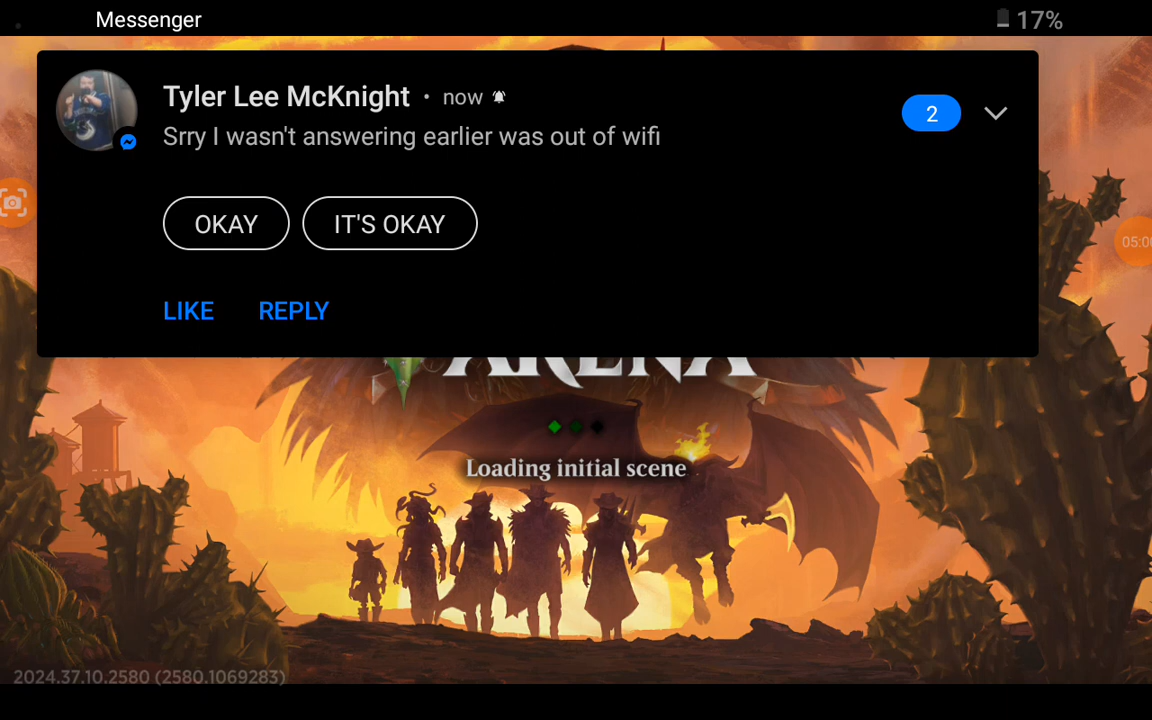 Messenger
17%
Tyler Lee McKnight • now
Srry I wasn't answering earlier was out of wifi
2
OKAY
IT'S OKAY
LIKE
REPLY
ARENA
Loading initial scene
2024.37.10.2580 (2580.1069283)